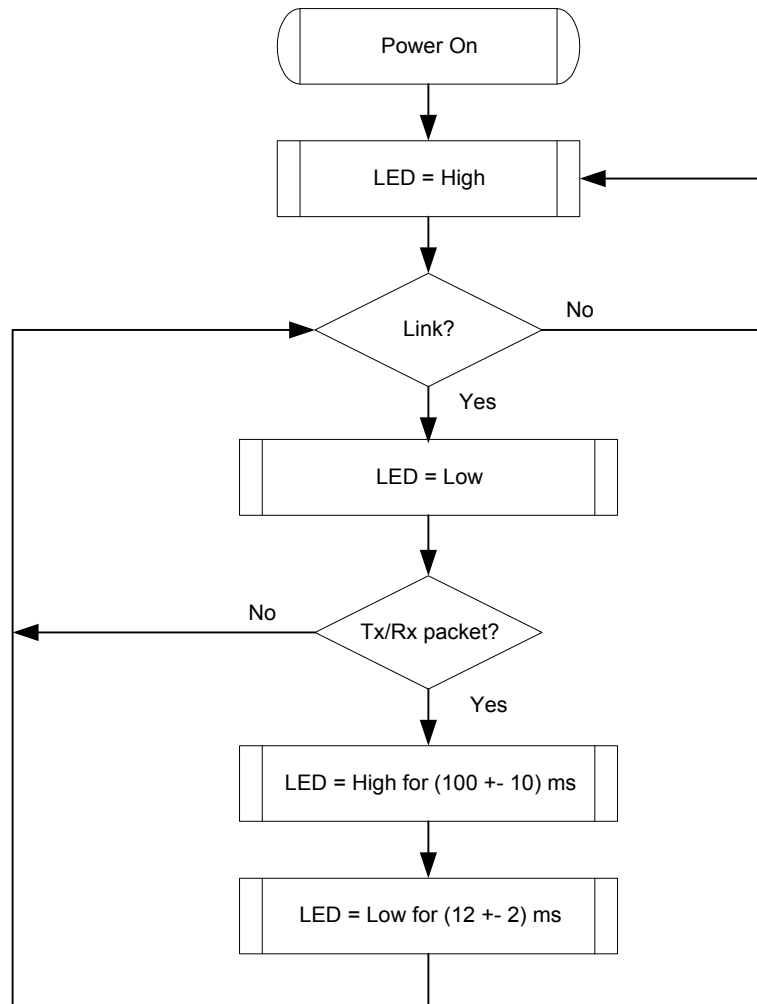 Power On
LED = High
Link?
No
Yes
LED = Low
No
Tx/Rx packet?
Yes
LED = High for (100 +- 10) ms
LED = Low for (12 +- 2) ms